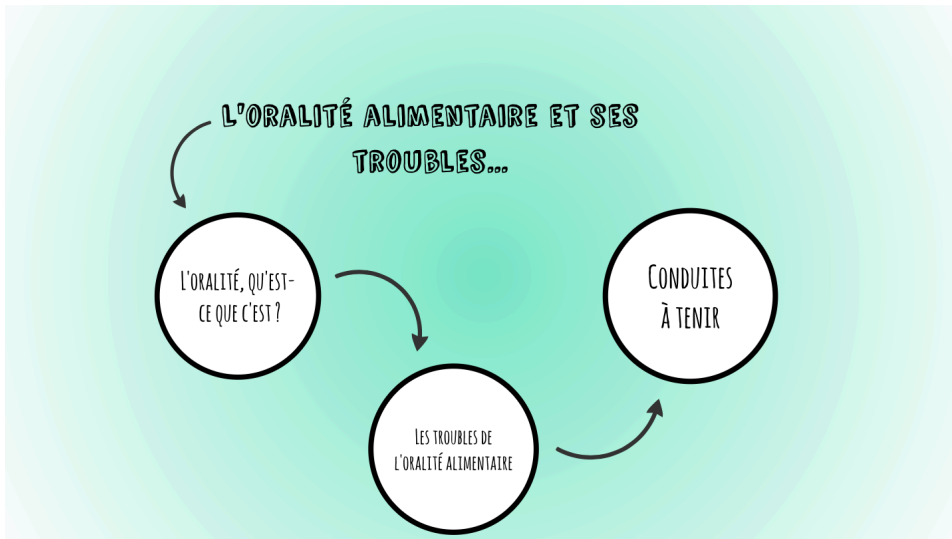 L'ORALITÉ ALIMENTAIRE ET SES
TROUBLES...
L'ORALITÉ, QU'EST-
CE QUE C'EST ?
LES TROUBLES DE
L'ORALITÉ ALIMENTAIRE
CONDUITES
À TENIR